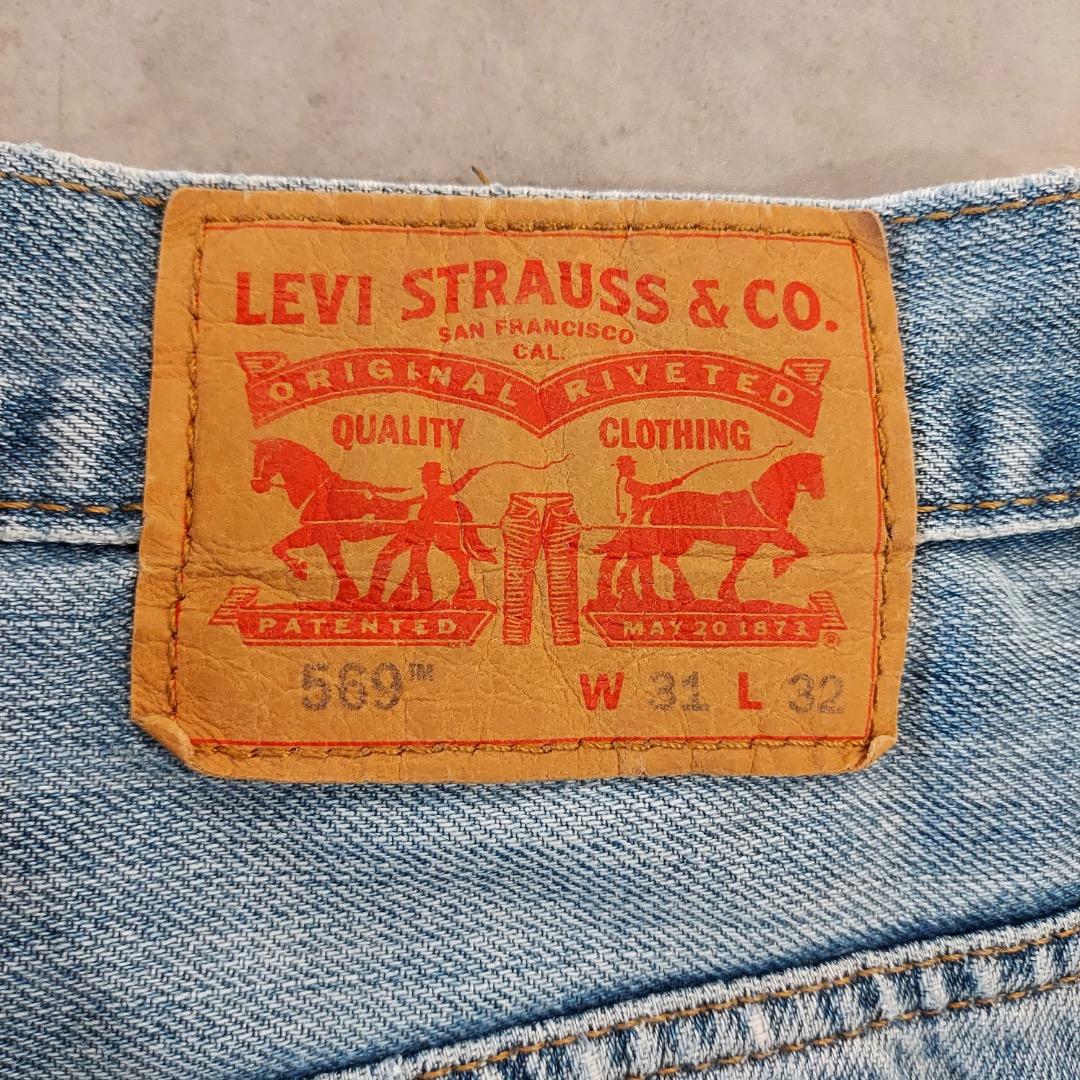 LEVI STRAUSS & CO.
SAN FRANCISCO
CAL.
ORIGINAL RIVETED
QUALITY CLOTHING
PATENTED MAY 20 1873 ®
569™ W 31 L 32